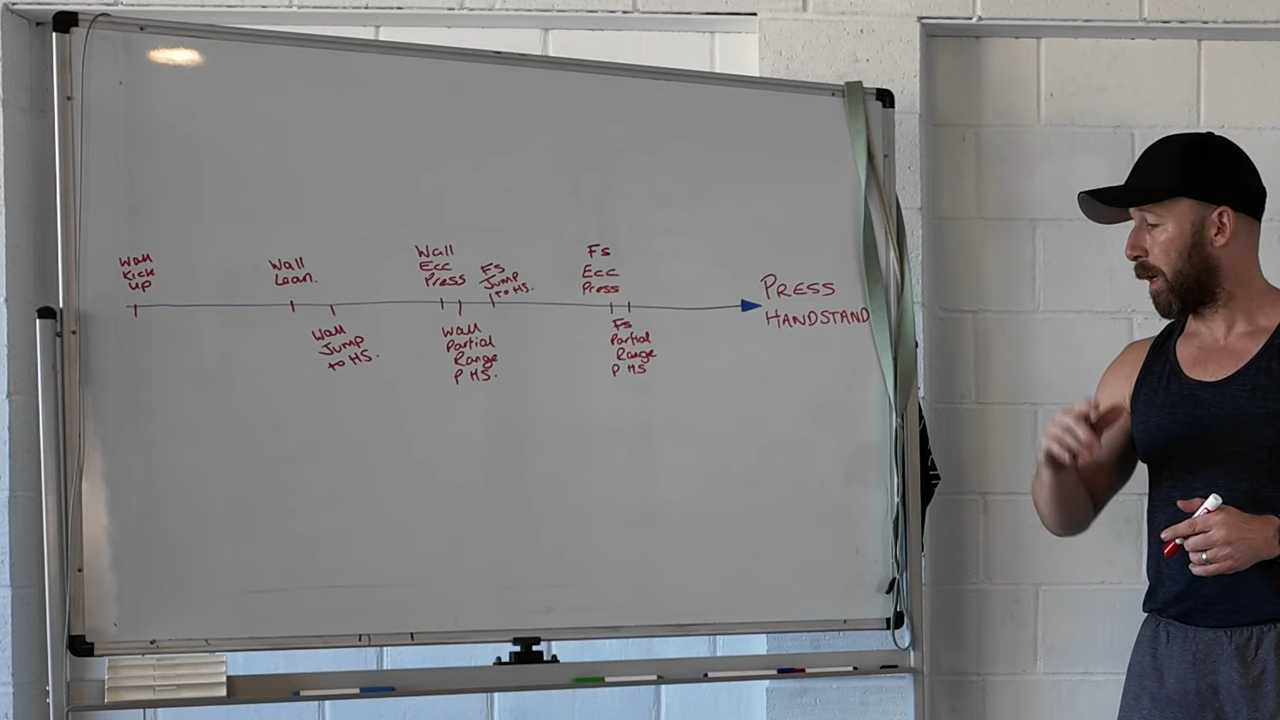 Wall
Kick
up
Wall
Lean.
Wall
Jump
to HS.
Wall
Ecc
Press
Wall
Partial
Range
P HS.
FS
Jump
to HS.
Fs
Ecc
Press
Fs
Partial
Range
P HS
PRESS
HANDSTAND